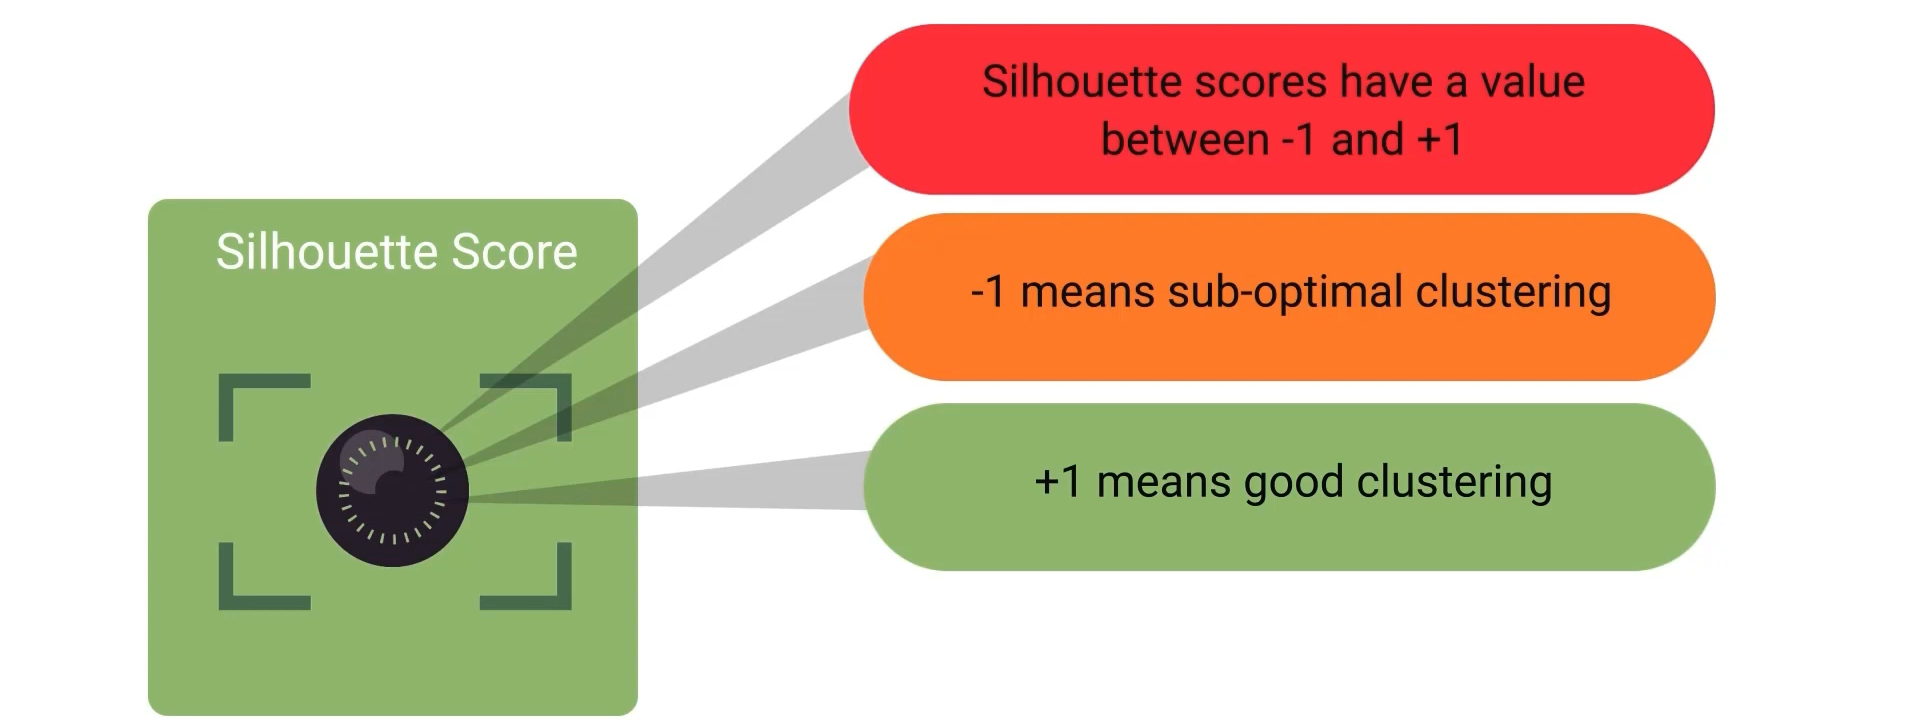 Silhouette Score
Silhouette scores have a value
between -1 and +1
-1 means sub-optimal clustering
+1 means good clustering